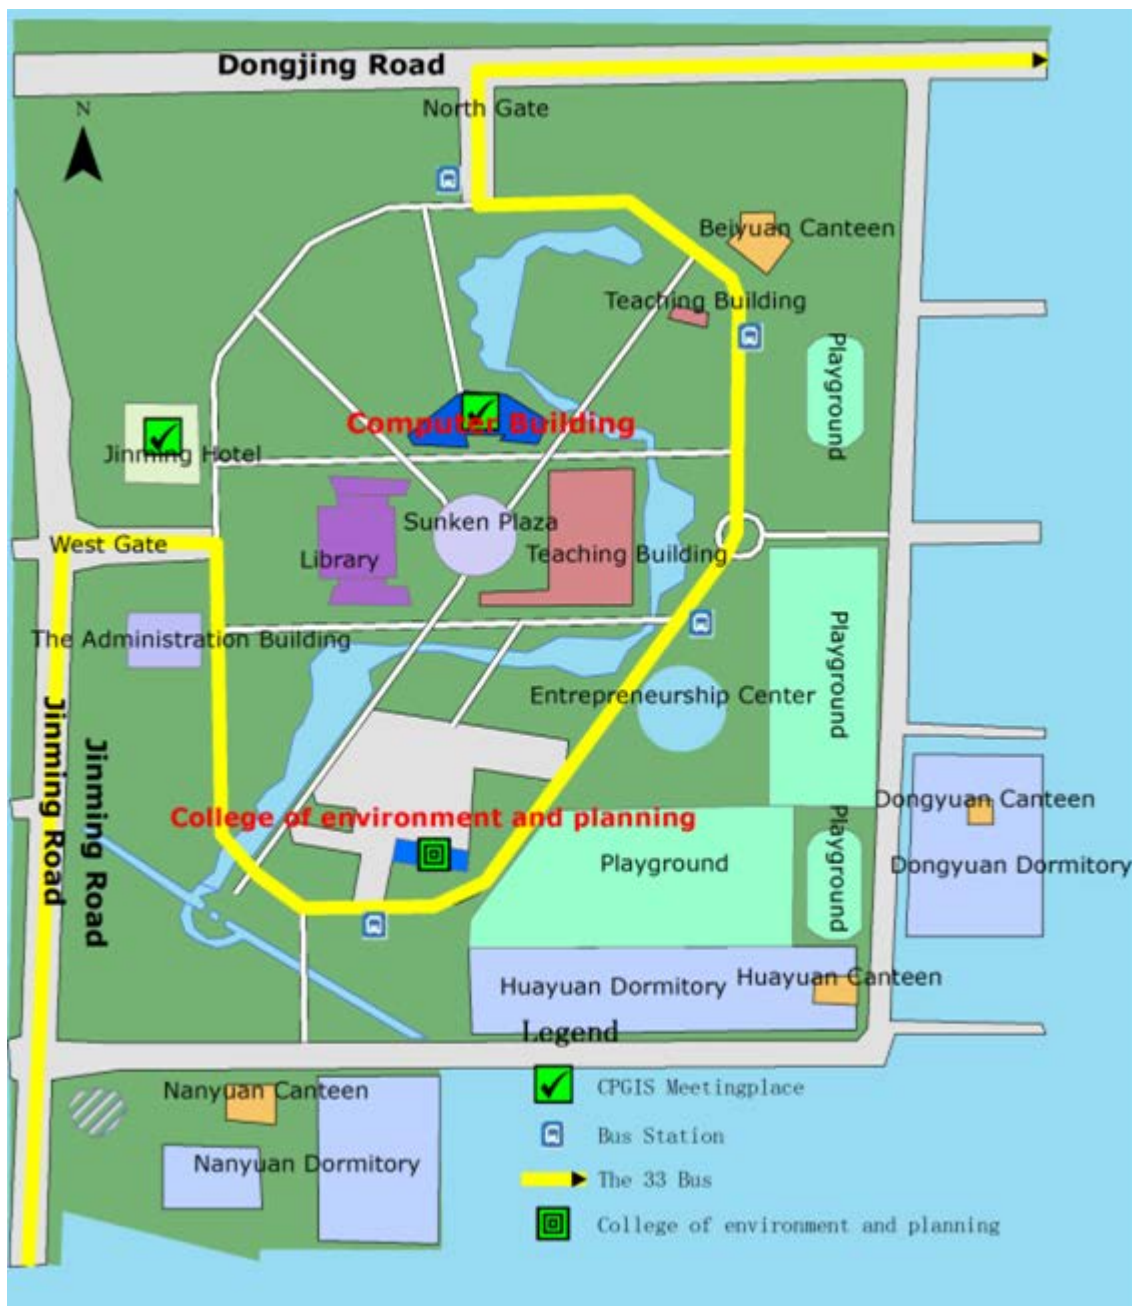 Dongjing Road
North Gate
N
Beiyuan Canteen
Teaching Building
Playground
Computer Building
Jinming Hotel
Sunken Plaza
West Gate
Library
Teaching Building
The Administration Building
Playground
Entrepreneurship Center
Jinming Road
Jinming Road
Dongyuan Canteen
College of environment and planning
Playground
Playground
Dongyuan Dormitory
Huayuan Canteen
Huayuan Dormitory
Legend
Nanyuan Canteen
CPGIS Meetingplace
Bus Station
Nanyuan Dormitory
The 33 Bus
College of environment and planning